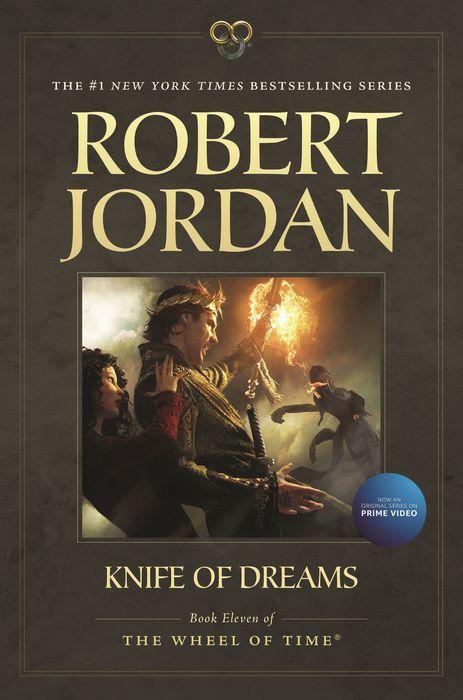 THE #1 NEW YORK TIMES BESTSELLING SERIES
ROBERT
JORDAN
NOW AN
ORIGINAL SERIES ON
PRIME VIDEO
KNIFE OF DREAMS
Book Eleven of
THE WHEEL OF TIME®